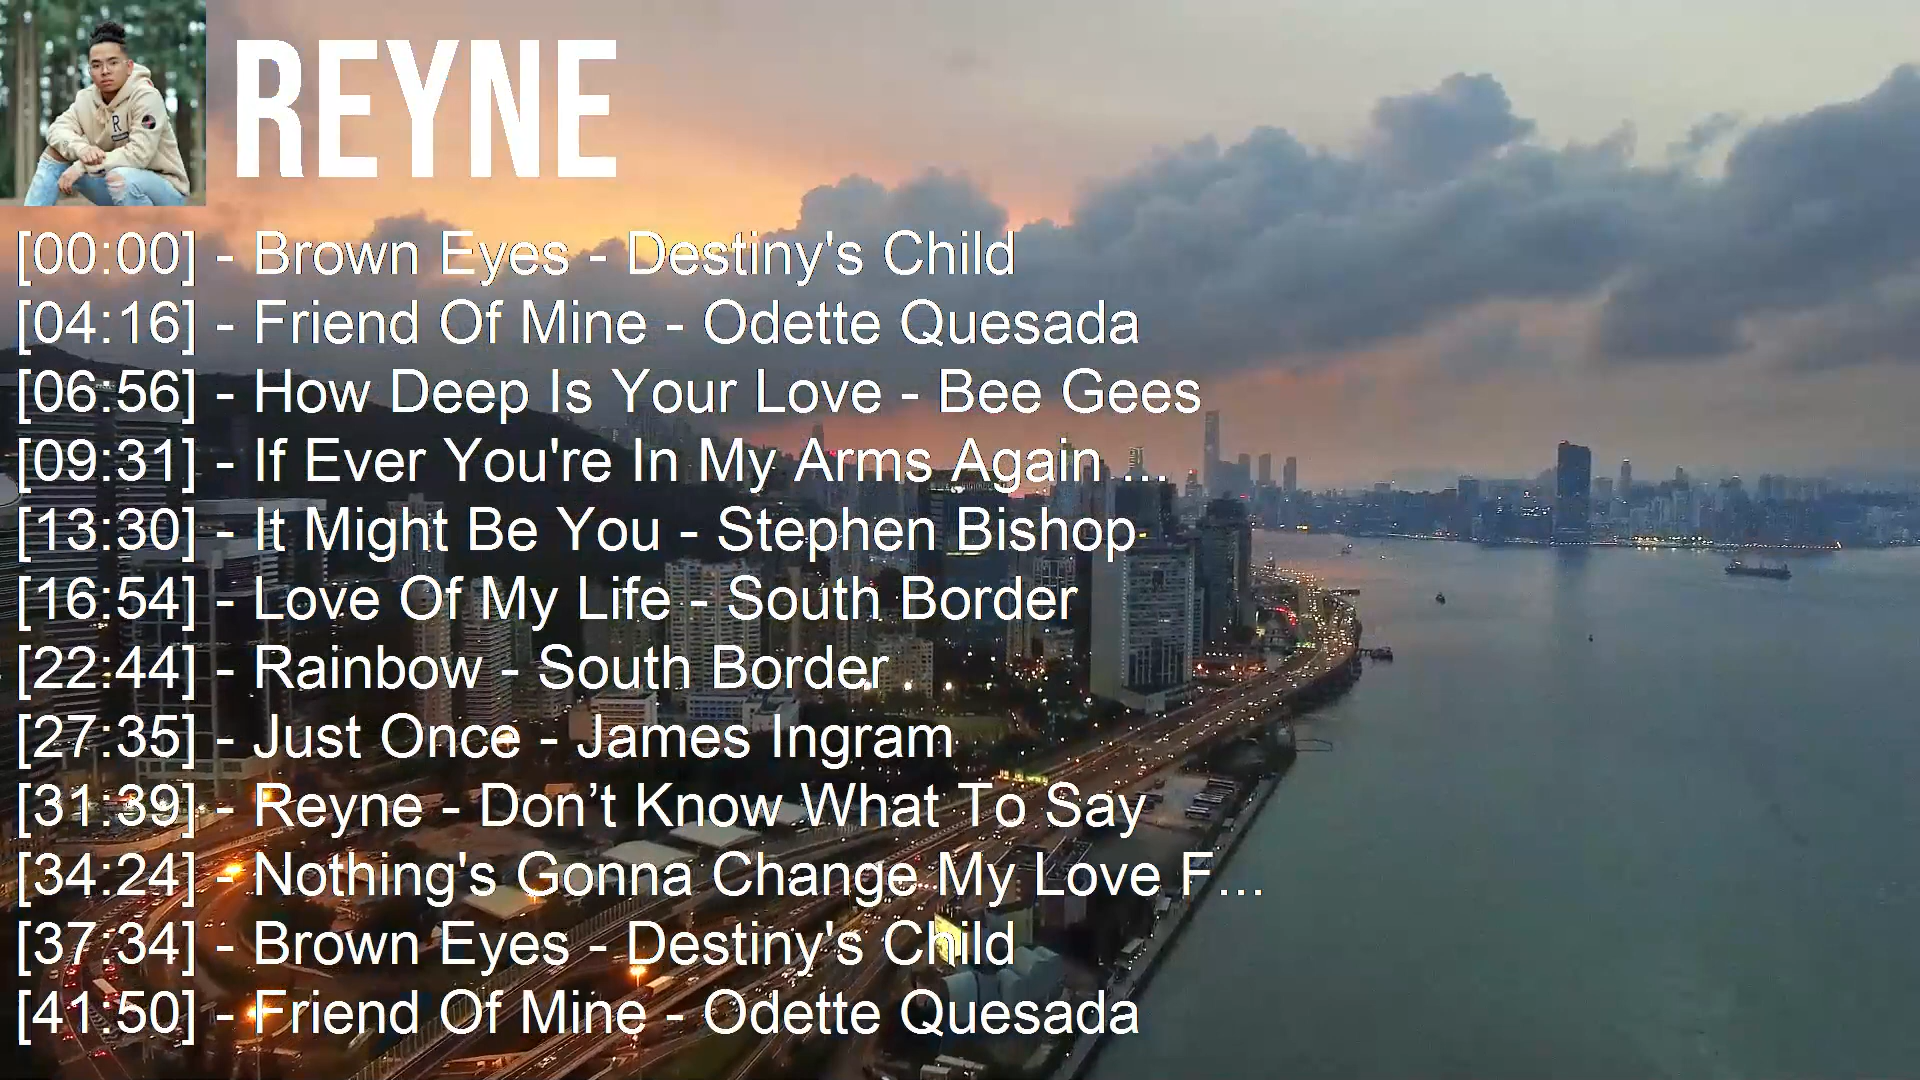 REYNE
[00:00] - Brown Eyes - Destiny's Child
[04:16] - Friend Of Mine - Odette Quesada
[06:56] - How Deep Is Your Love - Bee Gees
[09:31] - If Ever You're In My Arms Again ...
[13:30] - It Might Be You - Stephen Bishop
[16:54] - Love Of My Life - South Border
[22:44] - Rainbow - South Border
[27:35] - Just Once - James Ingram
[31:39] - Reyne - Don’t Know What To Say
[34:24] - Nothing's Gonna Change My Love F...
[37:34] - Brown Eyes - Destiny's Child
[41:50] - Friend Of Mine - Odette Quesada